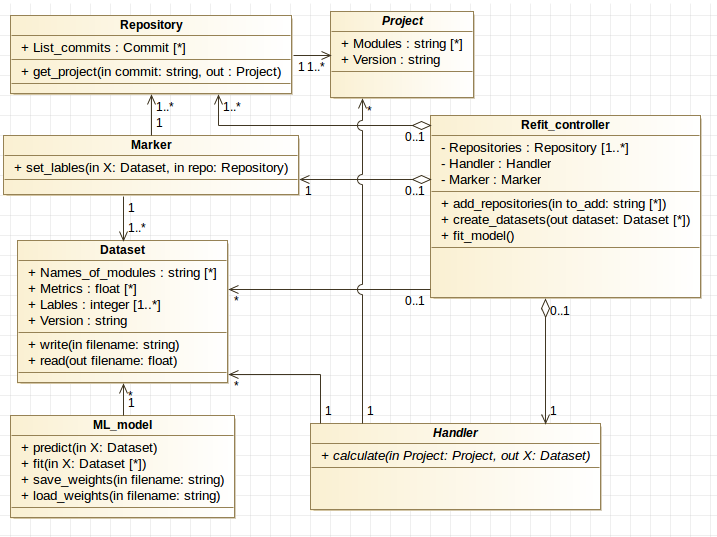 Repository
+ List_commits : Commit [*]
+ get_project(in commit: string, out : Project)
Project
+ Modules : string [*]
+ Version : string
1 1..*
1..*
1
1..*
*
0..1
Marker
+ set_lables(in X: Dataset, in repo: Repository)
1
0..1
Refit_controller
- Repositories : Repository [1..*]
- Handler : Handler
- Marker : Marker
+ add_repositories(in to_add: string [*])
+ create_datasets(out dataset: Dataset [*])
+ fit_model()
1
1..*
Dataset
+ Names_of_modules : string [*]
+ Metrics : float [*]
+ Lables : integer [1..*]
+ Version : string
+ write(in filename: string)
+ read(out filename: float)
*
0..1
0..1
*
*
1
1
1
1
ML_model
+ predict(in X: Dataset)
+ fit(in X: Dataset [*])
+ save_weights(in filename: string)
+ load_weights(in filename: string)
Handler
+ calculate(in Project: Project, out X: Dataset)